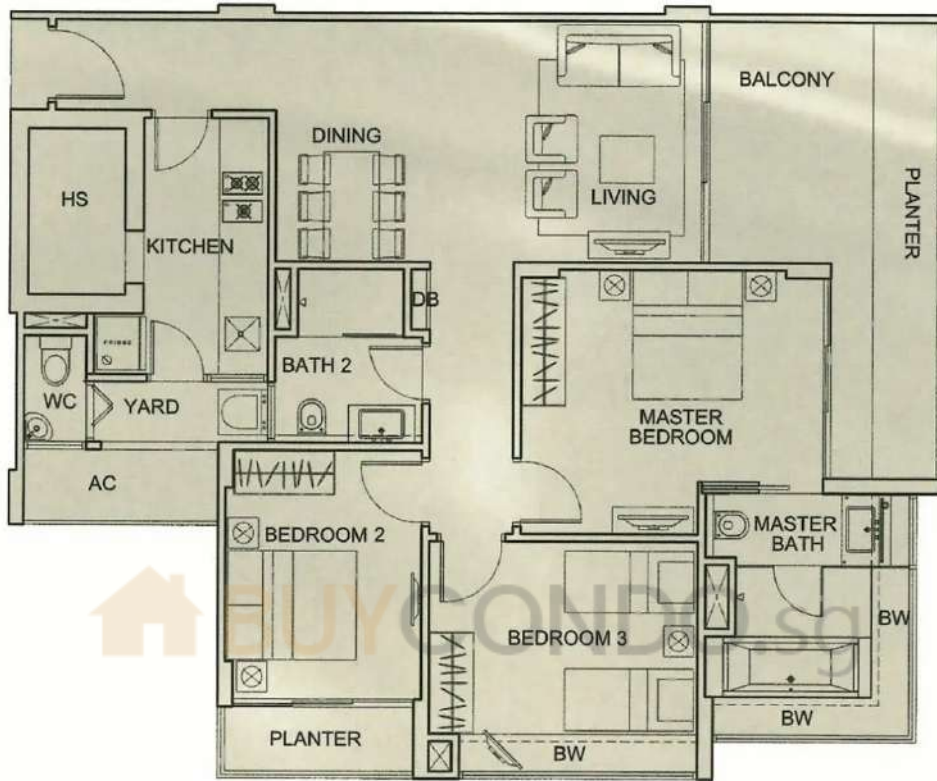 BALCONY
DINING
HS
LIVING
PLANTER
KITCHEN
DB
FRIDGE
BATH 2
WC
YARD
MASTER
BEDROOM
AC
BEDROOM 2
MASTER
BATH
BUYCONDO.sg
BEDROOM 3
BW
BW
PLANTER
BW